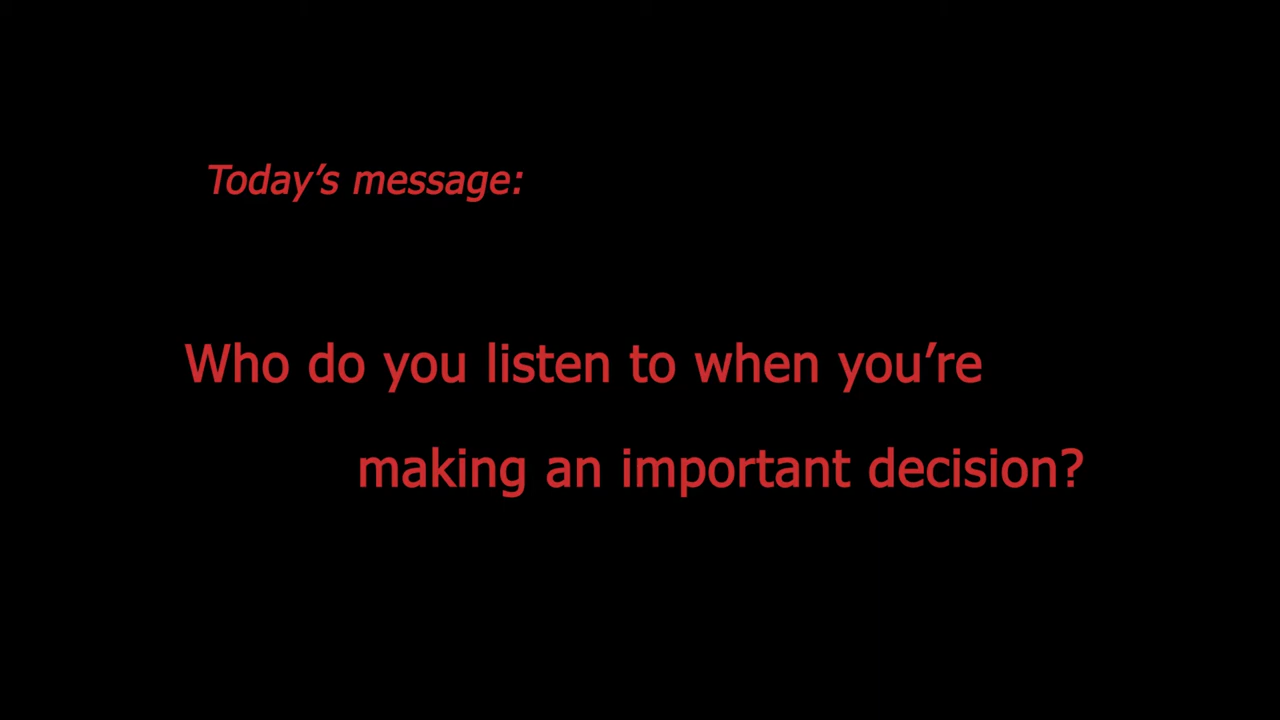 Today’s message:
Who do you listen to when you’re
making an important decision?